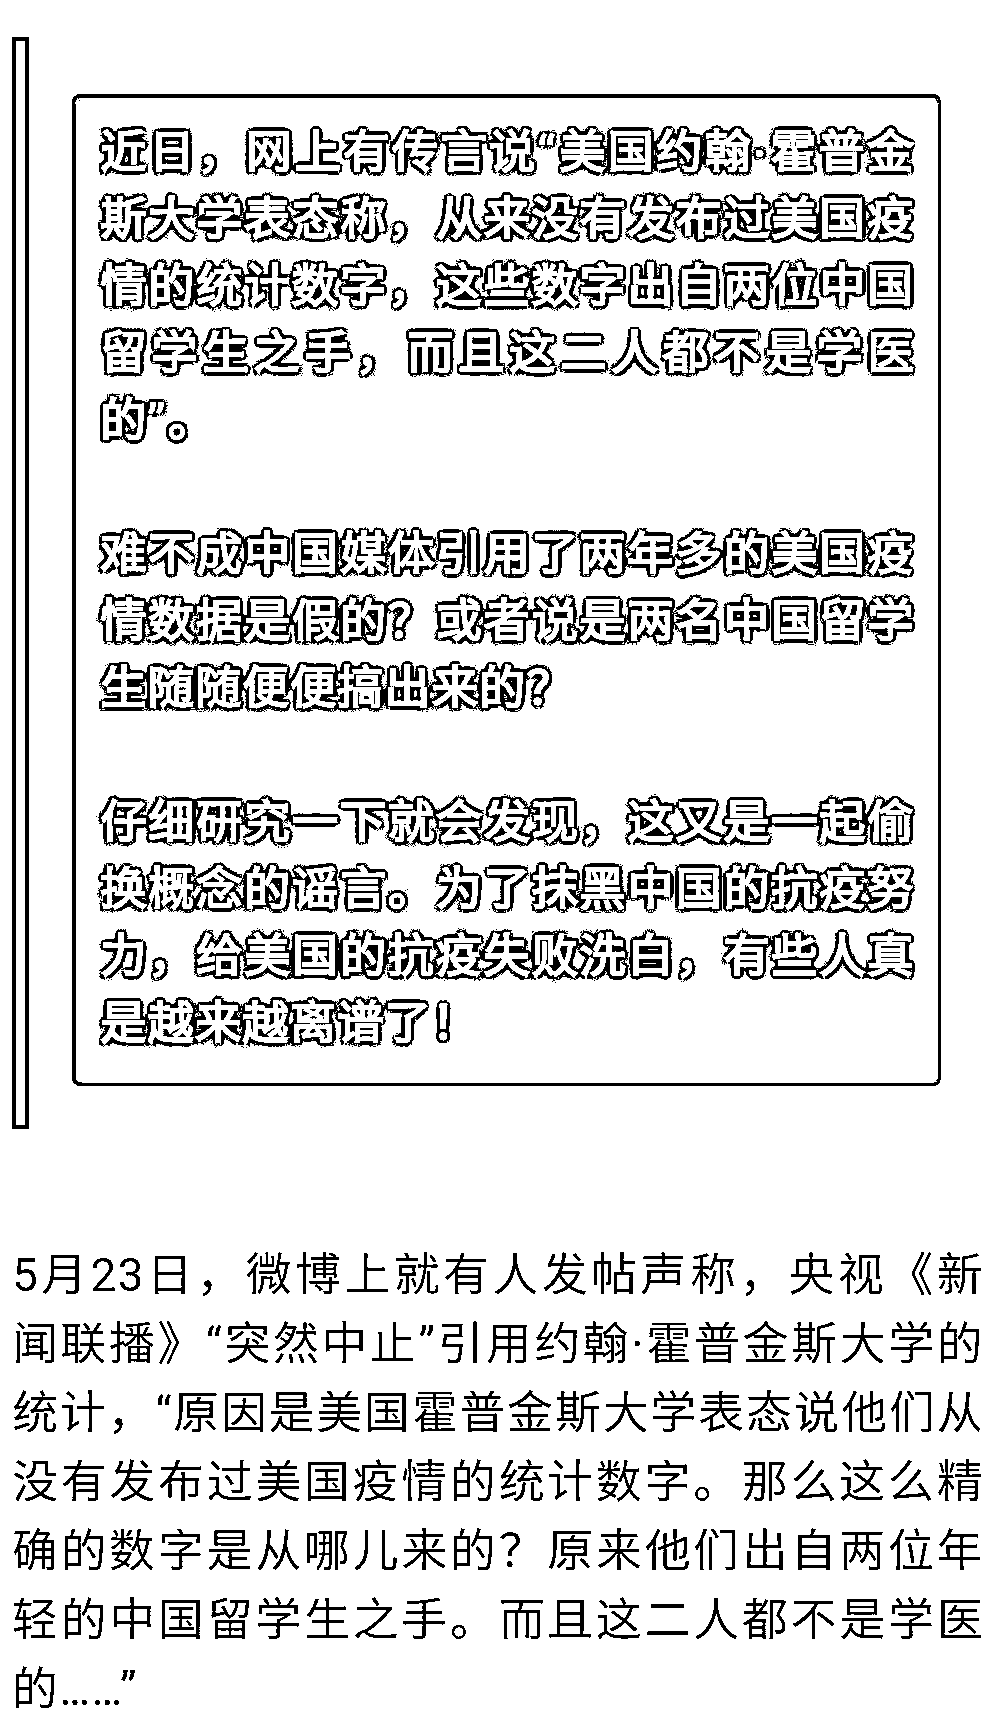 近日，网上有传言说“美国约翰·霍普金
斯大学表态称，从来没有发布过美国疫
情的统计数字，这些数字出自两位中国
留学生之手，而且这二人都不是学医
的”。
难不成中国媒体引用了两年多的美国疫
情数据是假的？或者说是两名中国留学
生随随便便搞出来的？
仔细研究一下就会发现，这又是一起偷
换概念的谣言。为了抹黑中国的抗疫努
力，给美国的抗疫失败洗白，有些人真
是越来越离谱了！
5月23日，微博上就有人发帖声称，央视《新
闻联播》“突然中止”引用约翰·霍普金斯大学的
统计，“原因是美国霍普金斯大学表态说他们从
没有发布过美国疫情的统计数字。那么这么精
确的数字是从哪儿来的？原来他们出自两位年
轻的中国留学生之手。而且这二人都不是学医
的……”